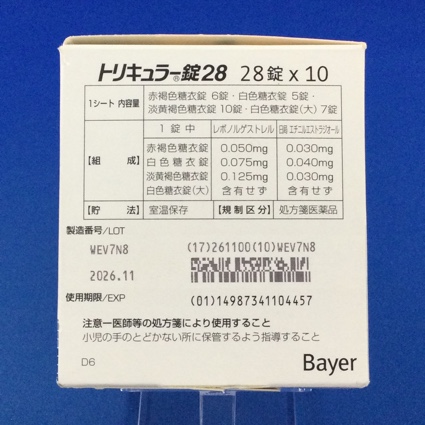 トリキュラー®錠28 28錠 x 10
1シート 内容量 赤褐色糖衣錠 6錠・白色糖衣錠 5錠・
淡黄褐色糖衣錠 10錠・白色糖衣錠(大) 7錠
1 錠 中 レボノルゲストレル 日局 エチニルエストラジオール
【組 成】 赤褐色糖衣錠 0.050mg 0.030mg
白色糖衣錠 0.075mg 0.040mg
淡黄褐色糖衣錠 0.125mg 0.030mg
白色糖衣錠(大) 含有せず 含有せず
【貯 法】 室温保存 【規制区分】 処方箋医薬品
製造番号/LOT
WEV7N8 (17)261100(10)WEV7N8
2026.11
使用期限/EXP (01)14987341104457
注意ー医師等の処方箋により使用すること
小児の手のとどかない所に保管するよう指導すること
D6 Bayer